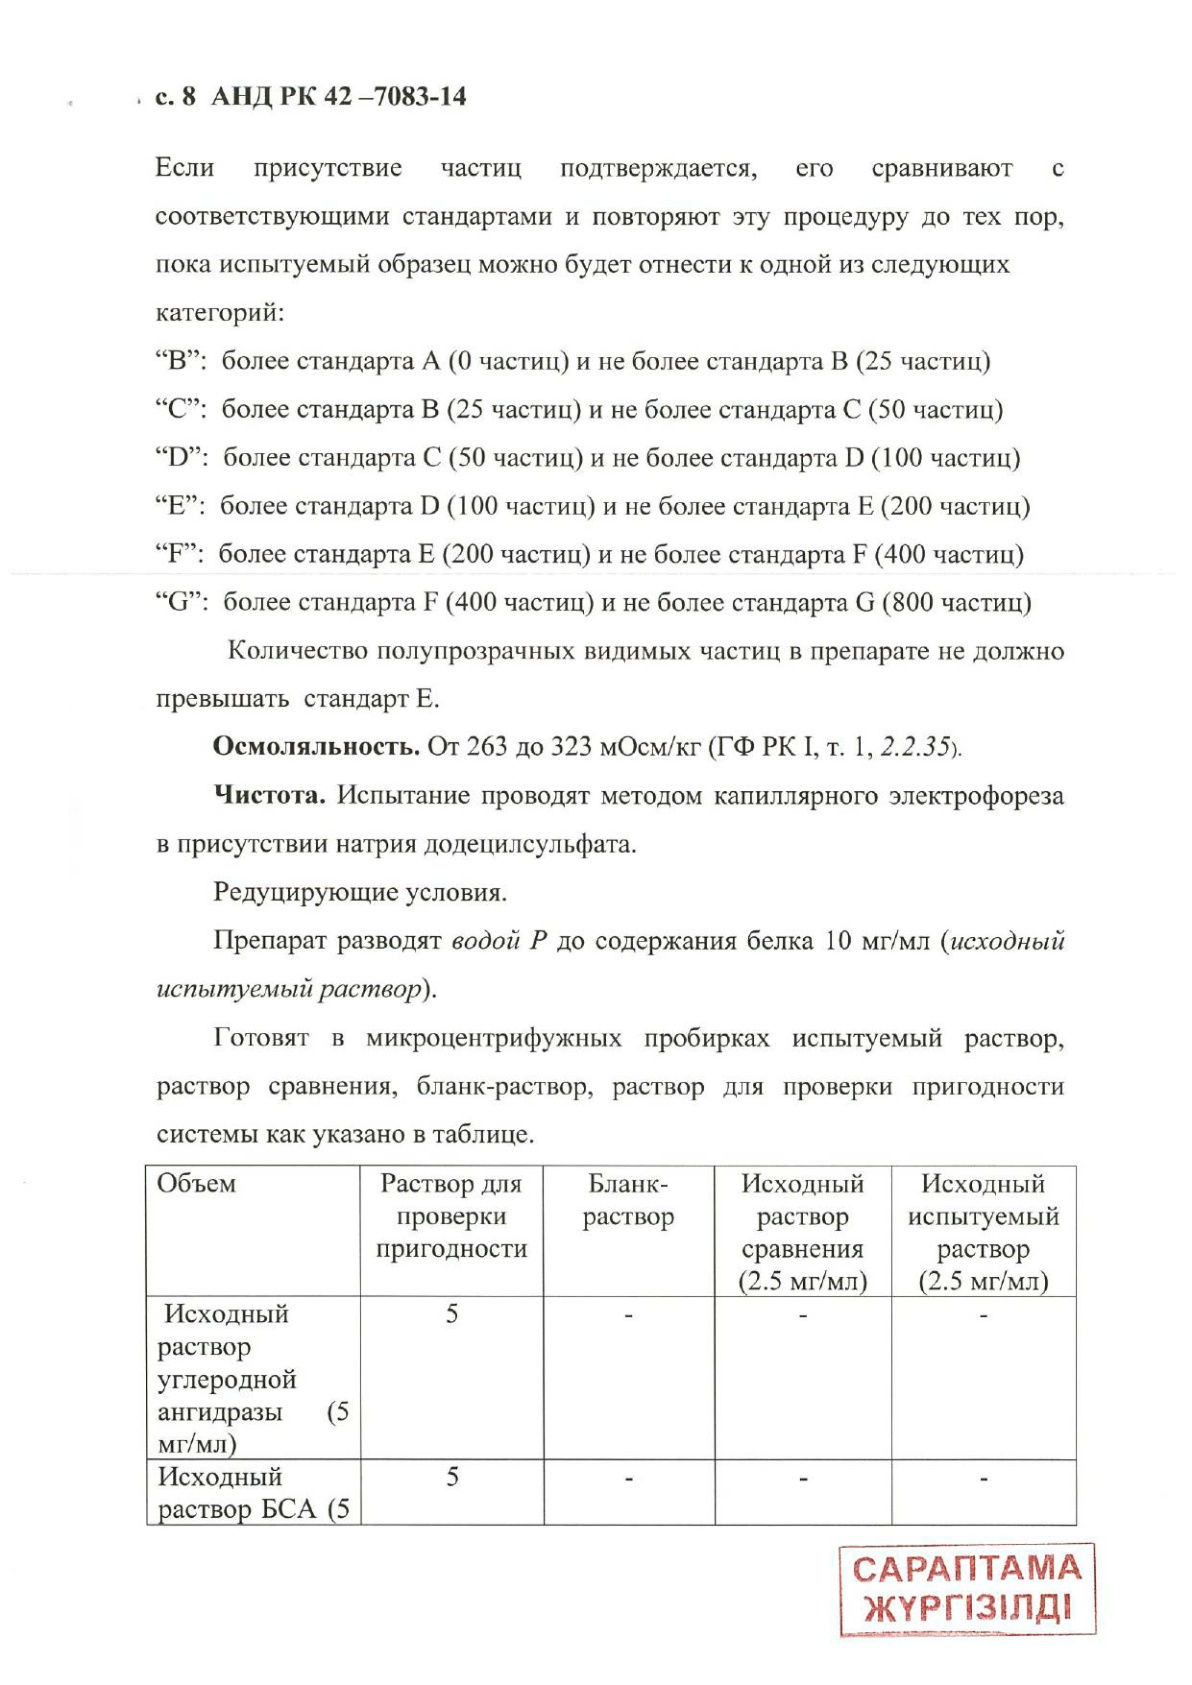 с. 8 АНД РК 42 –7083-14
Если присутствие частиц подтверждается, его сравнивают с
соответствующими стандартами и повторяют эту процедуру до тех пор,
пока испытуемый образец можно будет отнести к одной из следующих
категорий:
“B”: более стандарта A (0 частиц) и не более стандарта B (25 частиц)
“C”: более стандарта B (25 частиц) и не более стандарта C (50 частиц)
“D”: более стандарта C (50 частиц) и не более стандарта D (100 частиц)
“E”: более стандарта D (100 частиц) и не более стандарта E (200 частиц)
“F”: более стандарта E (200 частиц) и не более стандарта F (400 частиц)
“G”: более стандарта F (400 частиц) и не более стандарта G (800 частиц)
Количество полупрозрачных видимых частиц в препарате не должно
превышать стандарт E.
Осмоляльность. От 263 до 323 мОсм/кг (ГФ РК I, т. 1, 2.2.35).
Чистота. Испытание проводят методом капиллярного электрофореза
в присутствии натрия додецилсульфата.
Редуцирующие условия.
Препарат разводят водой Р до содержания белка 10 мг/мл (исходный
испытуемый раствор).
Готовят в микроцентрифужных пробирках испытуемый раствор,
раствор сравнения, бланк-раствор, раствор для проверки пригодности
системы как указано в таблице.
Объем
Раствор для
проверки
пригодности
Бланк-
раствор
Исходный
раствор
сравнения
(2.5 мг/мл)
Исходный
испытуемый
раствор
(2.5 мг/мл)
Исходный
раствор
углеродной
ангидразы (5
мг/мл)
5
-
-
-
Исходный
раствор БСА (5
5
-
-
-
САРАПТАМА
ЖҮРГІЗІЛДІ